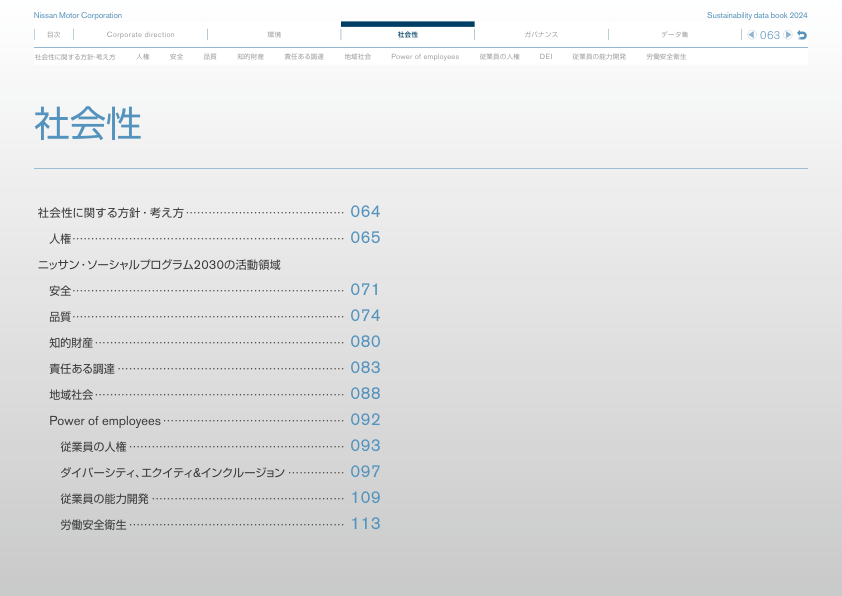 Nissan Motor Corporation
Sustainability data book 2024
目次 Corporate direction 環境 社会性 ガバナンス データ集 063
社会性に関する方針・考え方 人権 安全 品質 知的財産 責任ある調達 地域社会 Power of employees 従業員の人権 DEI 従業員の能力開発 労働安全衛生
社会性
社会性に関する方針・考え方 064
人権 065
ニッサン・ソーシャルプログラム2030の活動領域
安全 071
品質 074
知的財産 080
責任ある調達 083
地域社会 088
Power of employees 092
従業員の人権 093
ダイバーシティ、エクイティ&インクルージョン 097
従業員の能力開発 109
労働安全衛生 113